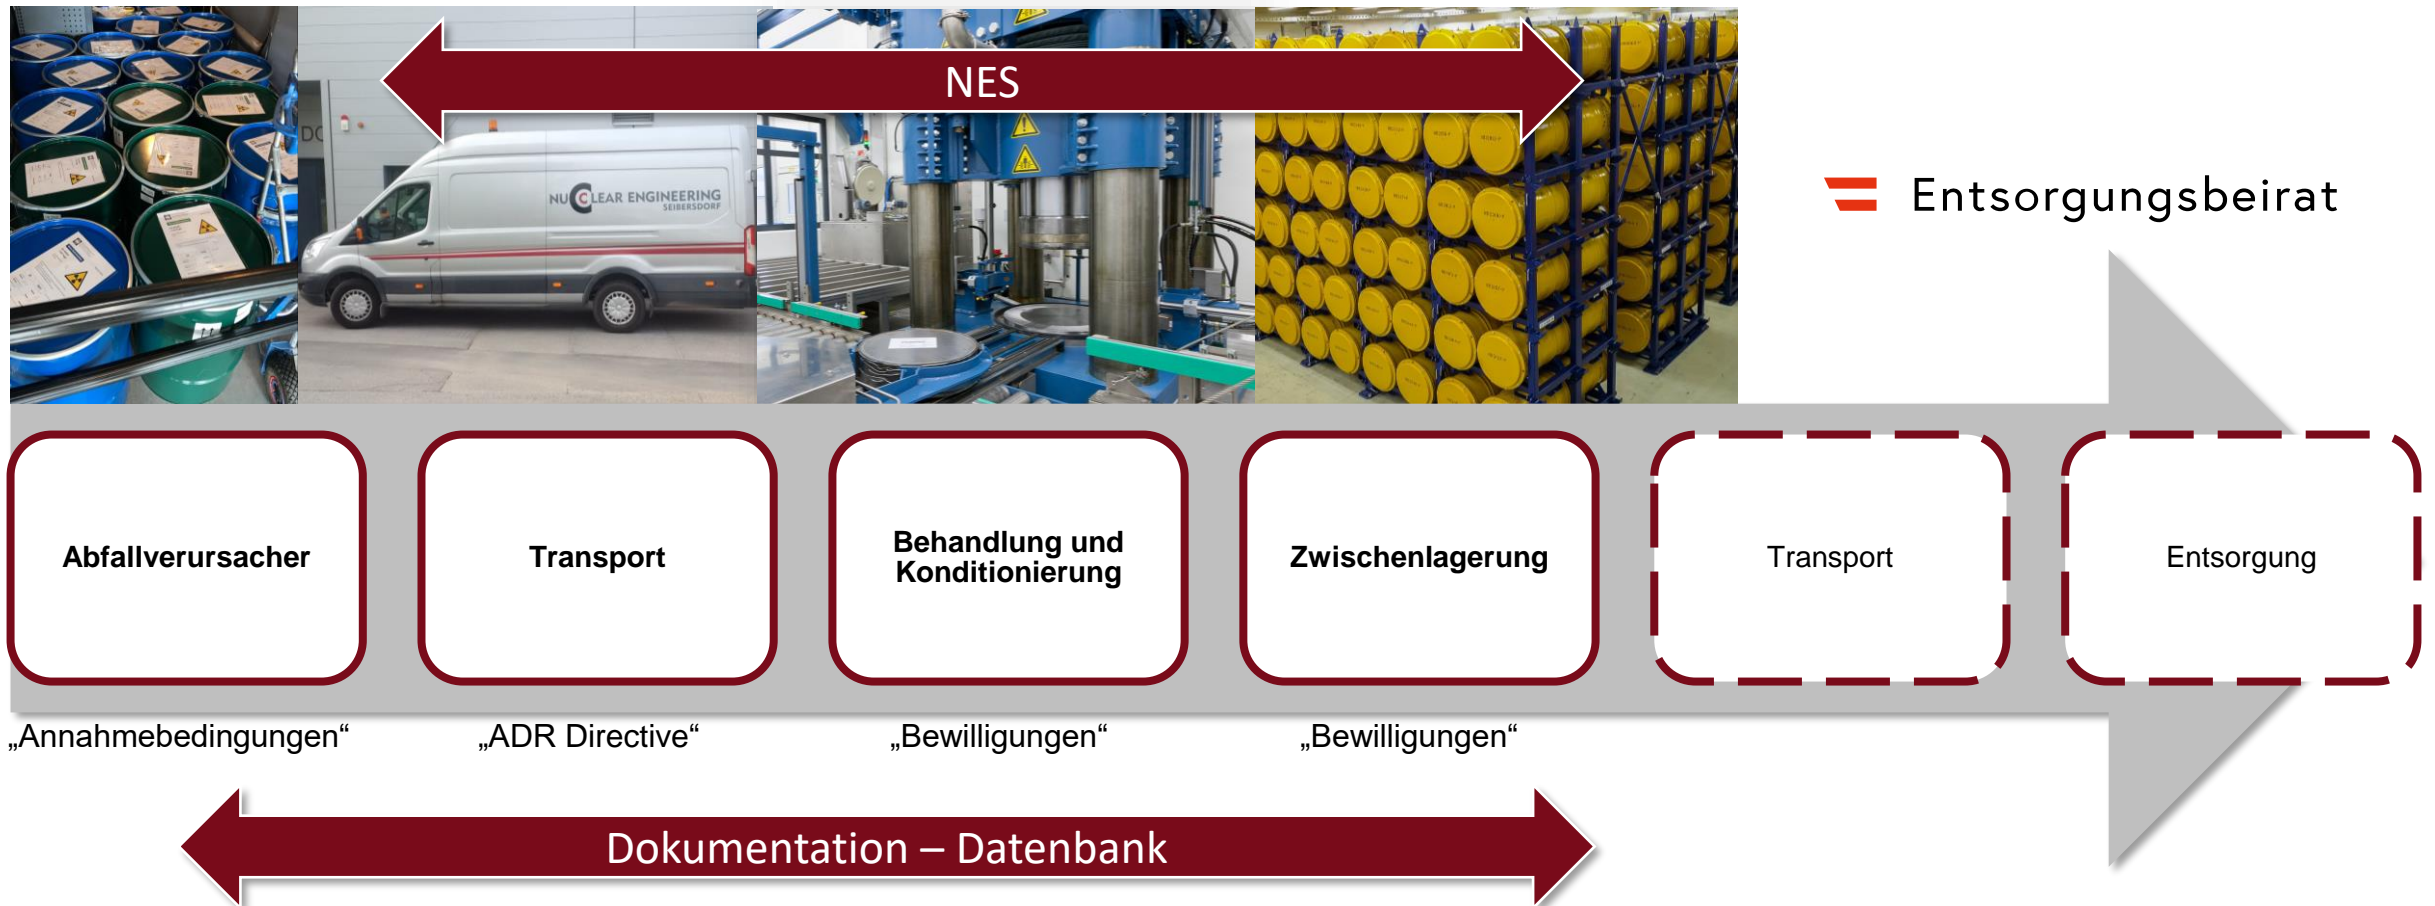 NES
NUCLEAR ENGINEERING
SEIBERSDORF
Entsorgungsbeirat
Abfallverursacher
Transport
Behandlung und
Konditionierung
Zwischenlagerung
Transport
Entsorgung
„Annahmebedingungen“
„ADR Directive“
„Bewilligungen“
„Bewilligungen“
Dokumentation – Datenbank